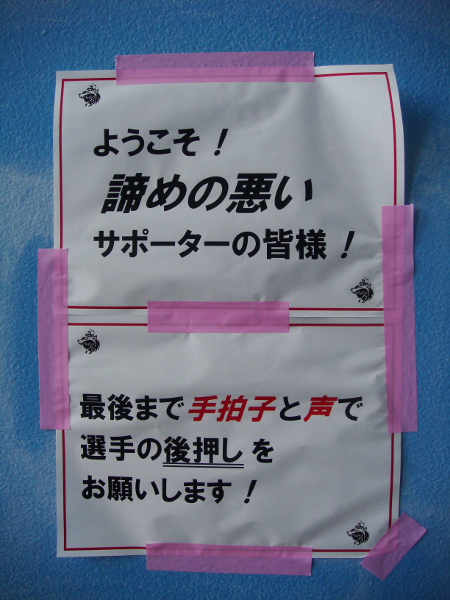 ようこそ！
諦めの悪い
サポーターの皆様！
最後まで手拍子と声で
選手の後押しを
お願いします！